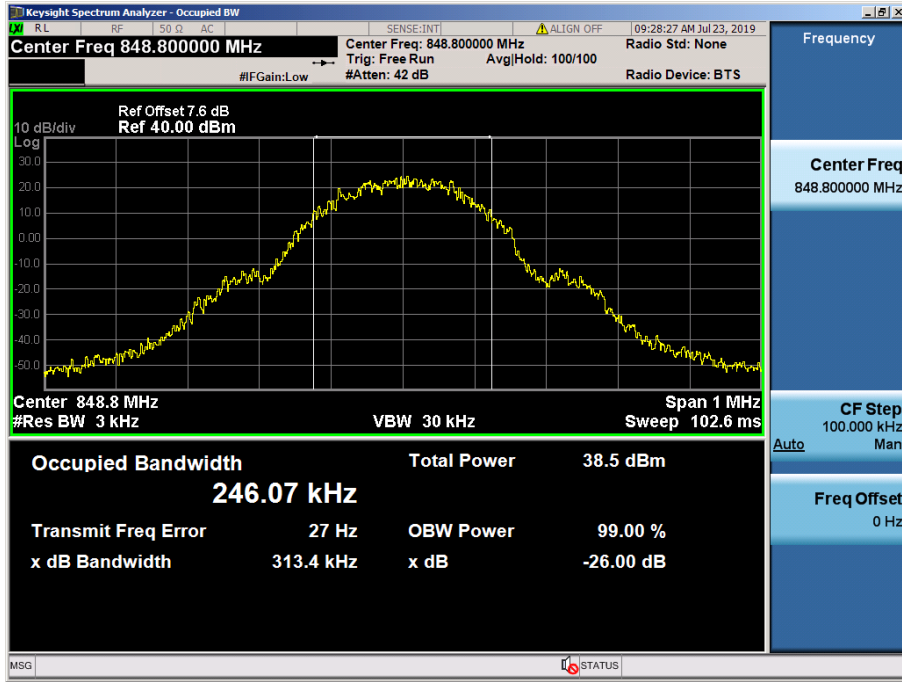 Keysight Spectrum Analyzer - Occupied BW
LXI RL RF 50 Ω AC SENSE:INT ALIGN OFF 09:28:27 AM Jul 23, 2019
Center Freq 848.800000 MHz
Center Freq: 848.800000 MHz Radio Std: None
Trig: Free Run Avg|Hold: 100/100
#IFGain:Low #Atten: 42 dB Radio Device: BTS
Ref Offset 7.6 dB
10 dB/div Ref 40.00 dBm
Log
30.0
20.0
10.0
0.00
-10.0
-20.0
-30.0
-40.0
-50.0
Center 848.8 MHz Span 1 MHz
#Res BW 3 kHz VBW 30 kHz Sweep 102.6 ms
Occupied Bandwidth Total Power 38.5 dBm
246.07 kHz
Transmit Freq Error 27 Hz OBW Power 99.00 %
x dB Bandwidth 313.4 kHz x dB -26.00 dB
MSG STATUS
Frequency
Center Freq
848.800000 MHz
CF Step
100.000 kHz
Auto Man
Freq Offset
0 Hz